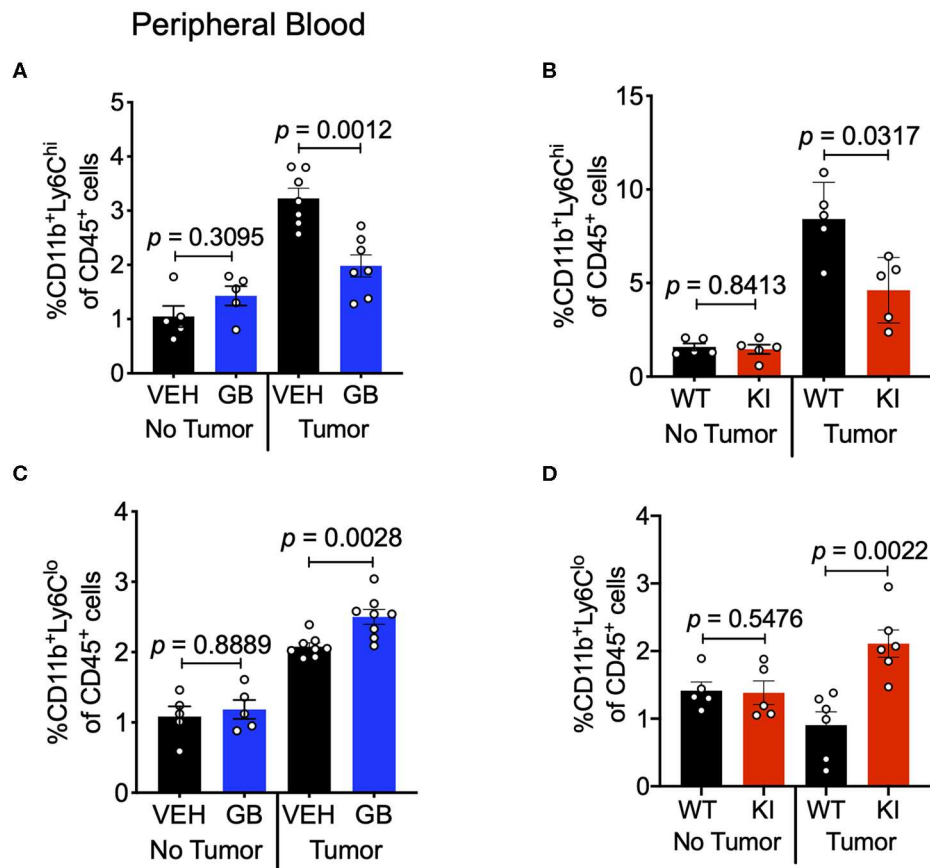 Peripheral Blood
A
%CD11b⁺Ly6Cʰⁱ
of CD45⁺ cells
5
4
3
2
1
0
p = 0.3095
p = 0.0012
VEH GB VEH GB
No Tumor Tumor
B
%CD11b⁺Ly6Cʰⁱ
of CD45⁺ cells
15
10
5
0
p = 0.8413
p = 0.0317
WT KI WT KI
No Tumor Tumor
C
%CD11b⁺Ly6Cˡᵒ
of CD45⁺ cells
4
3
2
1
0
p = 0.8889
p = 0.0028
VEH GB VEH GB
No Tumor Tumor
D
%CD11b⁺Ly6Cˡᵒ
of CD45⁺ cells
4
3
2
1
0
p = 0.5476
p = 0.0022
WT KI WT KI
No Tumor Tumor